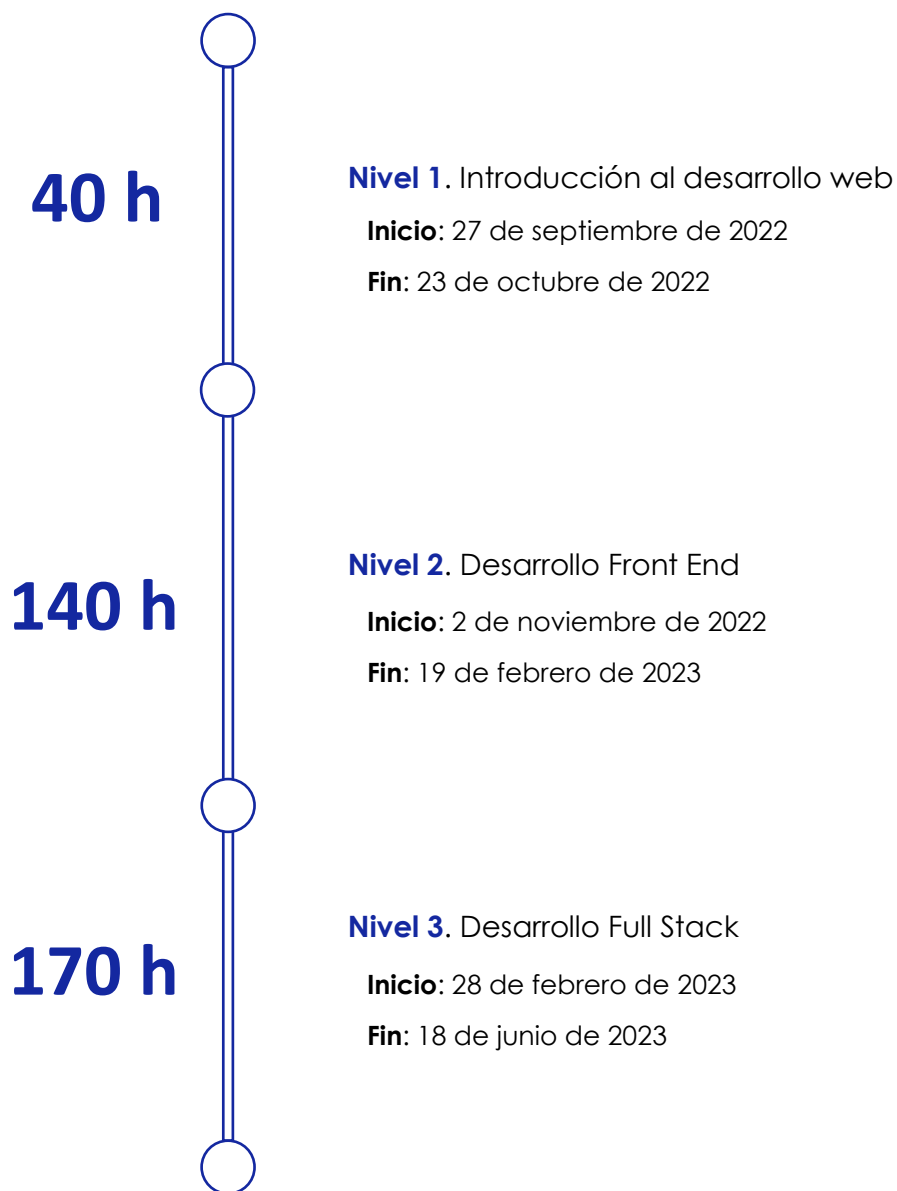 40 h
Nivel 1. Introducción al desarrollo web
Inicio: 27 de septiembre de 2022
Fin: 23 de octubre de 2022
140 h
Nivel 2. Desarrollo Front End
Inicio: 2 de noviembre de 2022
Fin: 19 de febrero de 2023
170 h
Nivel 3. Desarrollo Full Stack
Inicio: 28 de febrero de 2023
Fin: 18 de junio de 2023